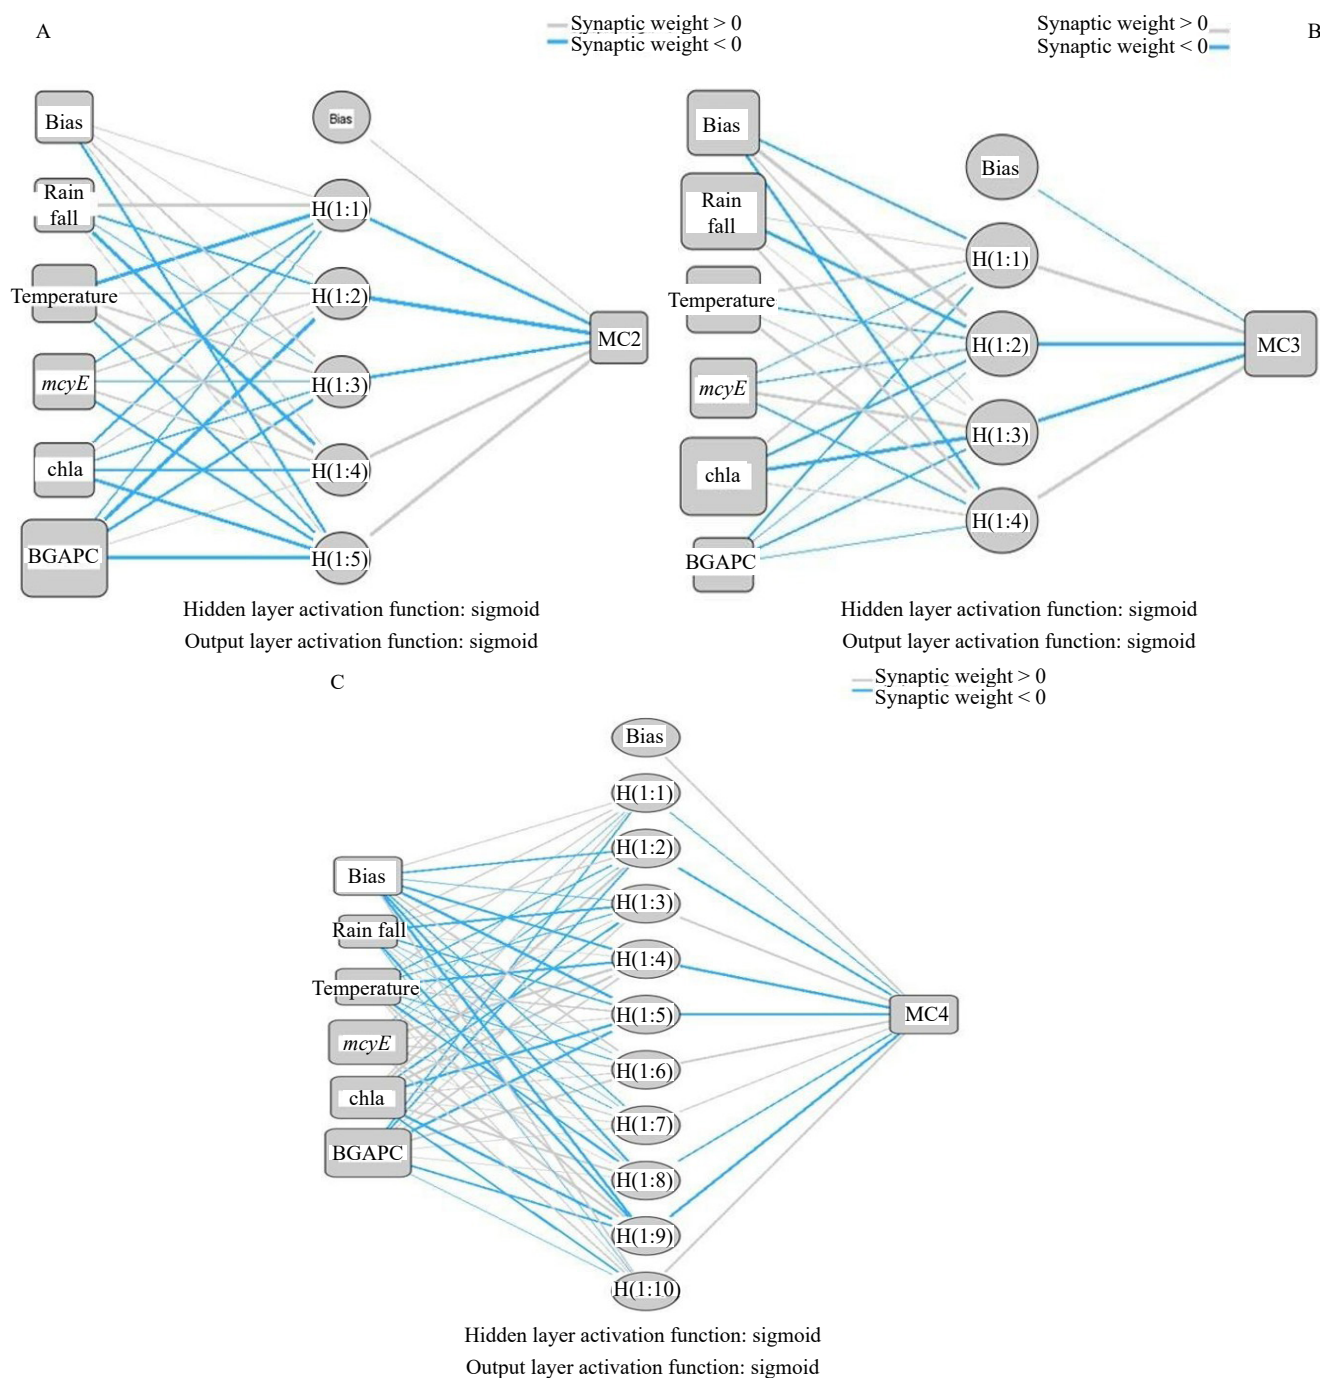 A
Synaptic weight > 0
Synaptic weight < 0
Bias
Rain
fall
Temperature
mcyE
chla
BGAPC
Bias
H(1:1)
H(1:2)
H(1:3)
H(1:4)
H(1:5)
MC2
Hidden layer activation function: sigmoid
Output layer activation function: sigmoid
B
Synaptic weight > 0
Synaptic weight < 0
Bias
Rain
fall
Temperature
mcyE
chla
BGAPC
Bias
H(1:1)
H(1:2)
H(1:3)
H(1:4)
MC3
Hidden layer activation function: sigmoid
Output layer activation function: sigmoid
C
Synaptic weight > 0
Synaptic weight < 0
Bias
Rain fall
Temperature
mcyE
chla
BGAPC
Bias
H(1:1)
H(1:2)
H(1:3)
H(1:4)
H(1:5)
H(1:6)
H(1:7)
H(1:8)
H(1:9)
H(1:10)
MC4
Hidden layer activation function: sigmoid
Output layer activation function: sigmoid